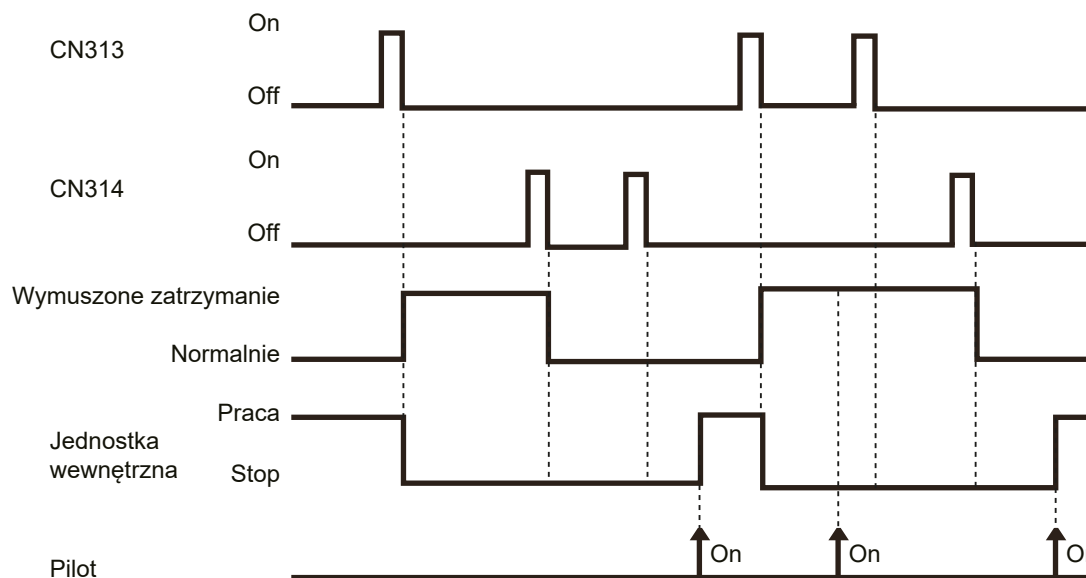 On
CN313
Off
On
CN314
Off
Wymuszone zatrzymanie
Normalnie
Praca
Jednostka
wewnętrzna
Stop
On
On
O
Pilot